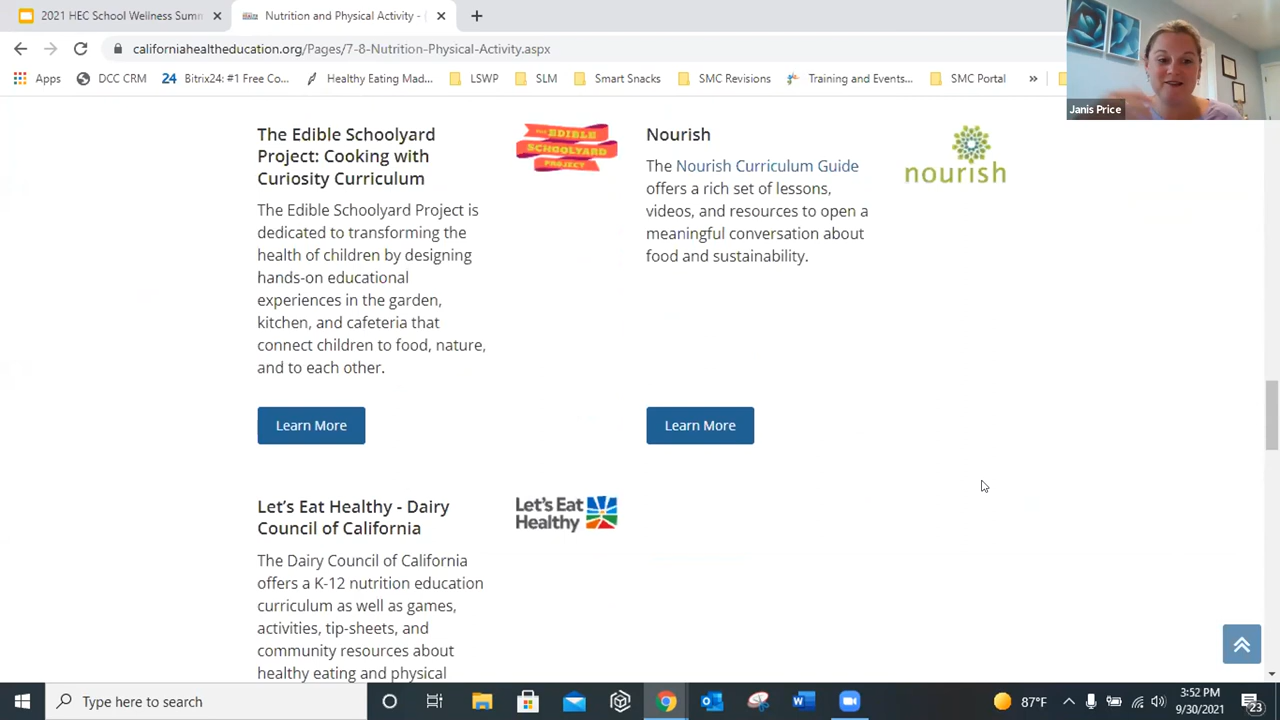 2021 HEC School Wellness Summ
Nutrition and Physical Activity - (
californiahealtheducation.org/Pages/7-8-Nutrition-Physical-Activity.aspx
Apps
DCC CRM
24 Bitrix24: #1 Free Co...
Healthy Eating Mad...
LSWP
SLM
Smart Snacks
SMC Revisions
Training and Events...
SMC Portal
»
Janis Price
The Edible Schoolyard
Project: Cooking with
Curiosity Curriculum
THE EDIBLE
SCHOOLYARD
PROJECT
The Edible Schoolyard Project is
dedicated to transforming the
health of children by designing
hands-on educational
experiences in the garden,
kitchen, and cafeteria that
connect children to food, nature,
and to each other.
Learn More
Nourish
nourish
The Nourish Curriculum Guide
offers a rich set of lessons,
videos, and resources to open a
meaningful conversation about
food and sustainability.
Learn More
Let's Eat Healthy - Dairy
Council of California
Let's Eat
Healthy
The Dairy Council of California
offers a K-12 nutrition education
curriculum as well as games,
activities, tip-sheets, and
community resources about
healthy eating and physical
Type here to search
87°F
3:52 PM
9/30/2021
23